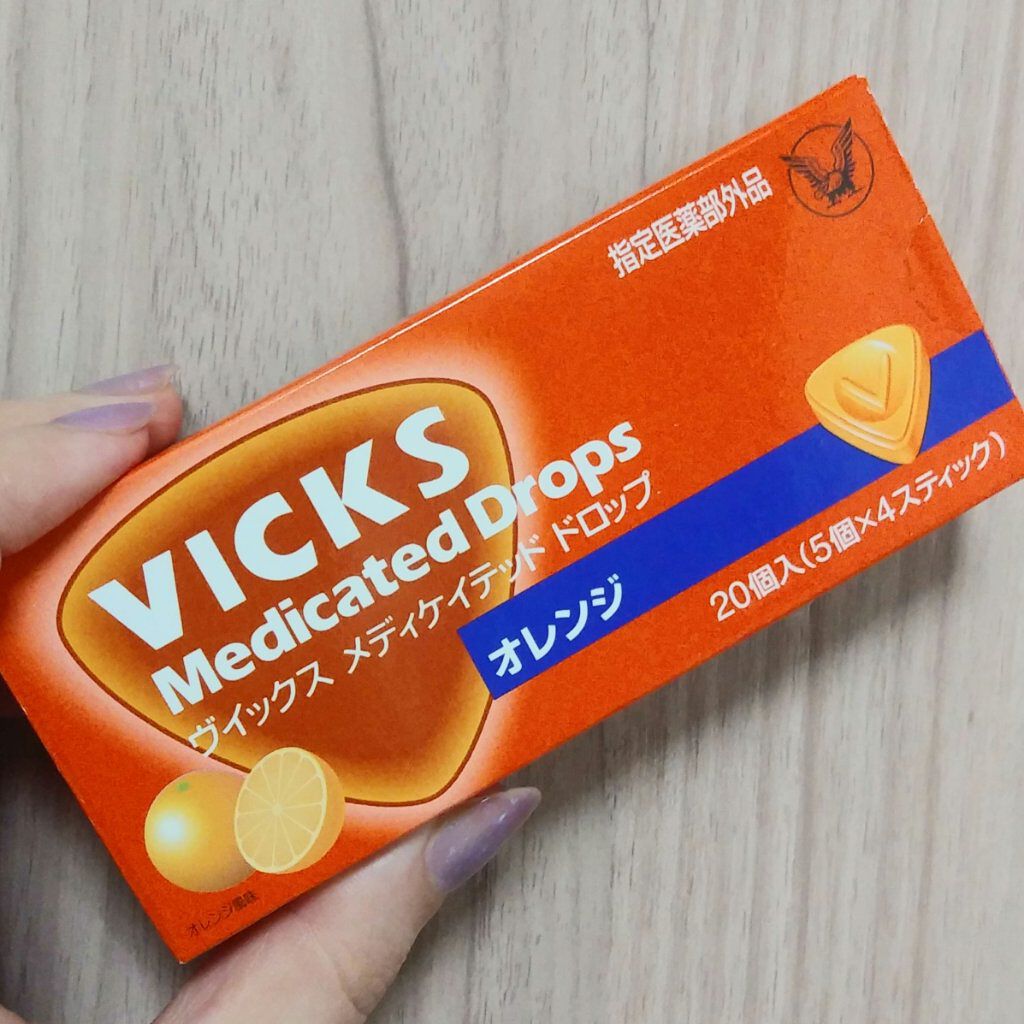 指定医薬部外品
VICKS
Medicated Drops
ヴイックス メディケイテッド ドロップ
オレンジ
20個入(5個×4スティック)
オレンジ風味